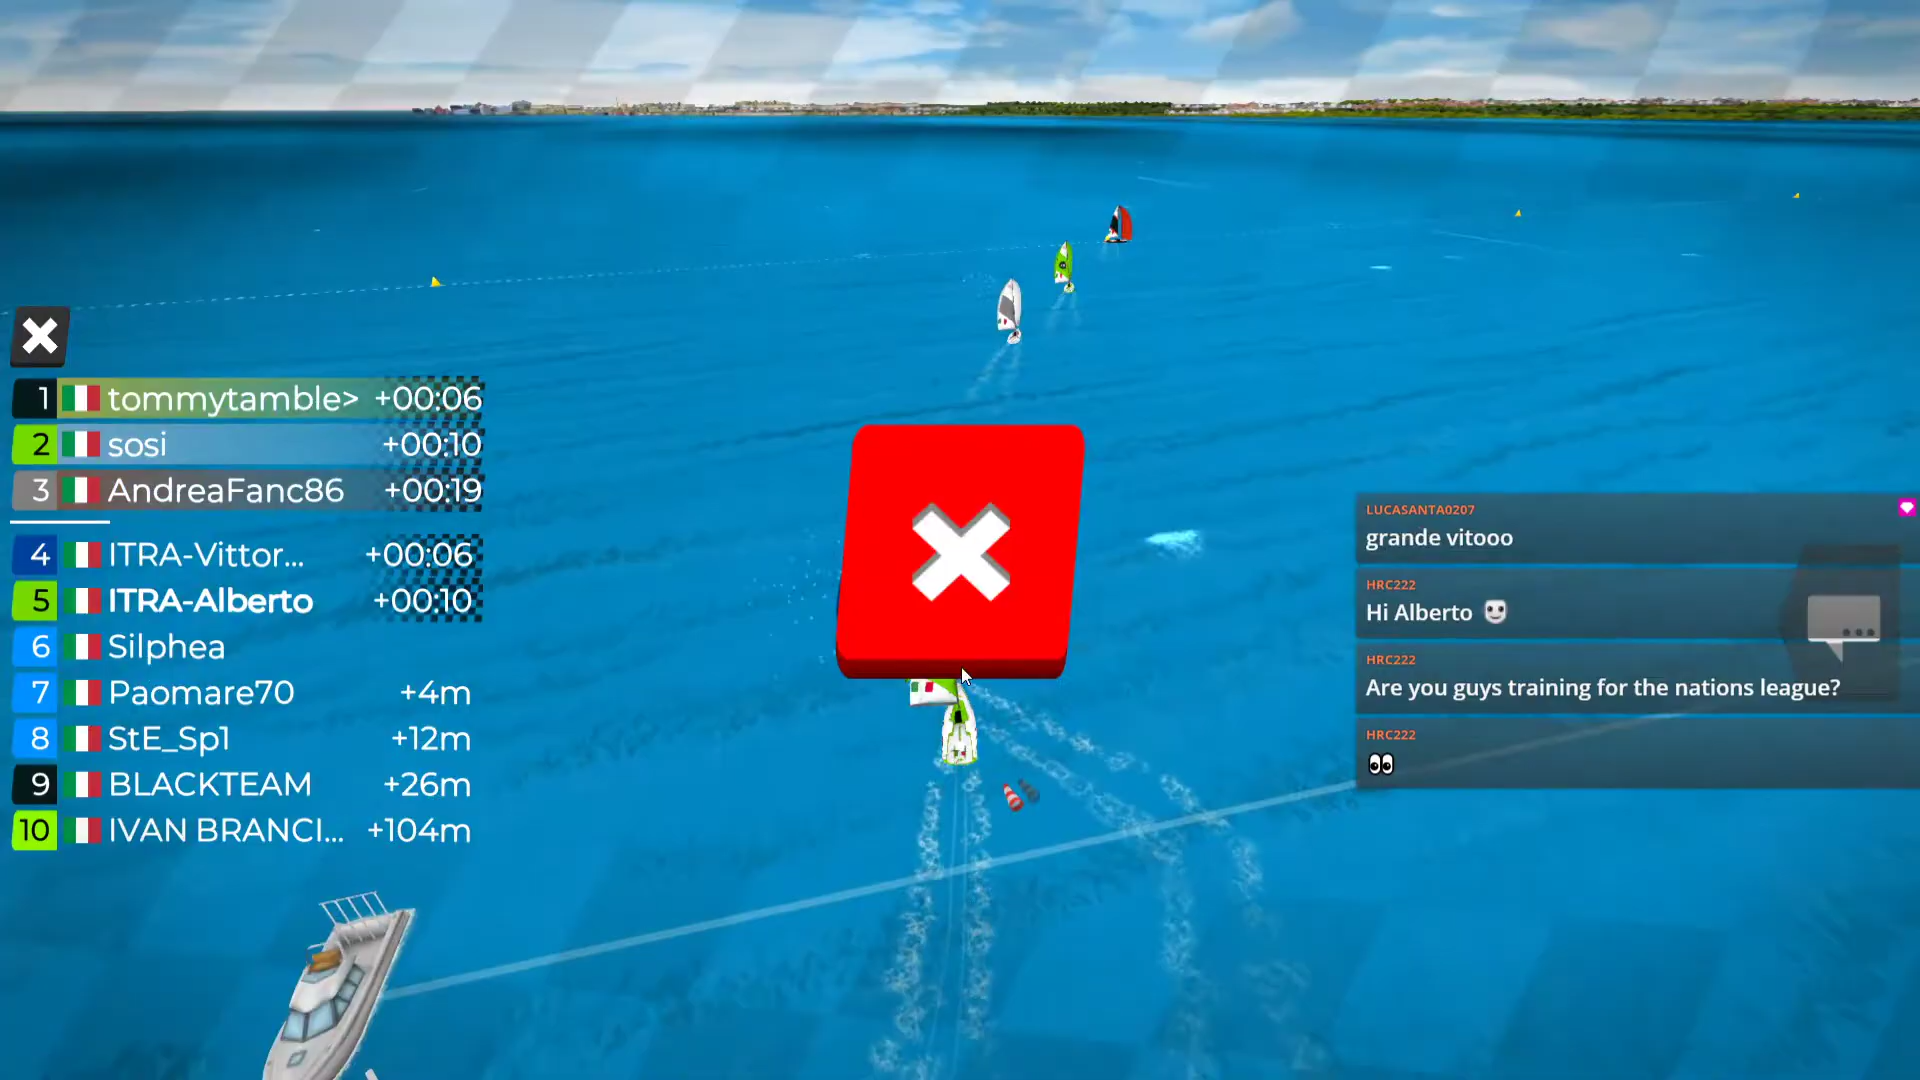 1 tommytamble> +00:06
2 sosi +00:10
3 AndreaFanc86 +00:19
4 ITRA-Vittor... +00:06
5 ITRA-Alberto +00:10
6 Silphea
7 Paomare70 +4m
8 StE_Sp1 +12m
9 BLACKTEAM +26m
10 IVAN BRANCI... +104m
LUCASANTA0207
grande vitooo
HRC222
Hi Alberto
HRC222
Are you guys training for the nations league?
HRC222